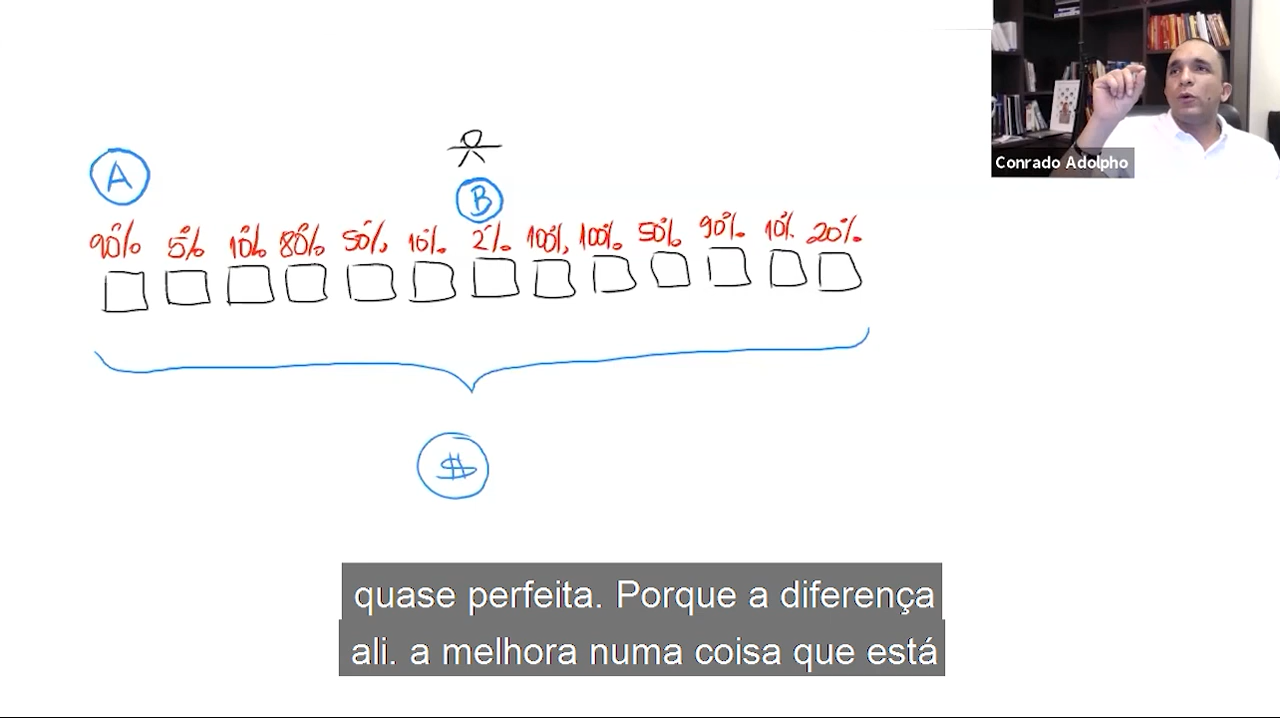 Conrado Adolpho
A
B
90% 5% 10% 80% 50% 10% 2% 100% 100% 50% 90% 10% 20%
$
quase perfeita. Porque a diferença
ali. a melhora numa coisa que está